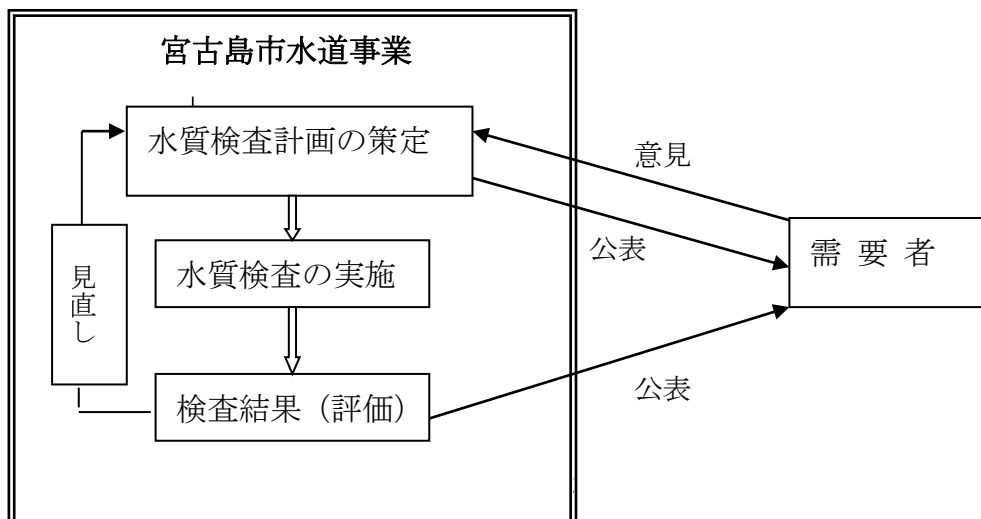 宮古島市水道事業
水質検査計画の策定
意見
公表
需 要 者
水質検査の実施
見直し
検査結果（評価）
公表